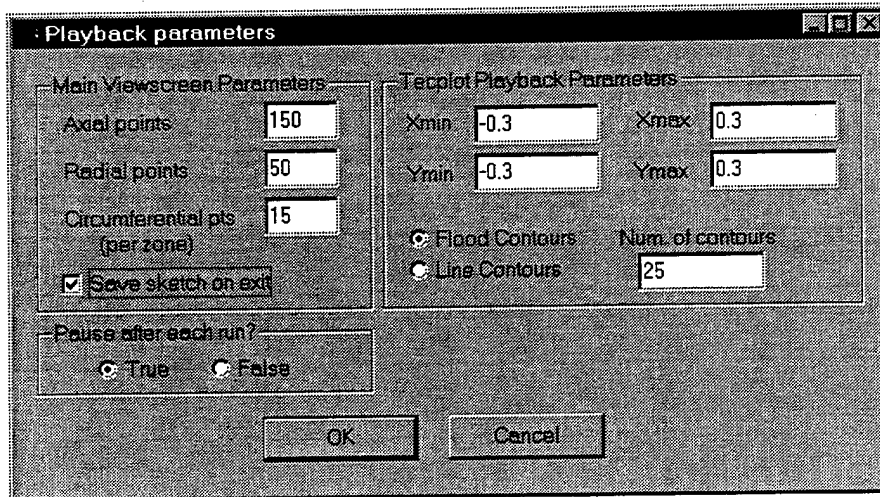 Playback parameters
Main Viewscreen Parameters
Axial points 150
Radial points 50
Circumferential pts 15
(per zone)
Save sketch on exit
Tecplot Playback Parameters
Xmin -0.3 Xmax 0.3
Ymin -0.3 Ymax 0.3
Flood Contours Num. of contours
Line Contours 25
Pause after each run?
True False
OK Cancel